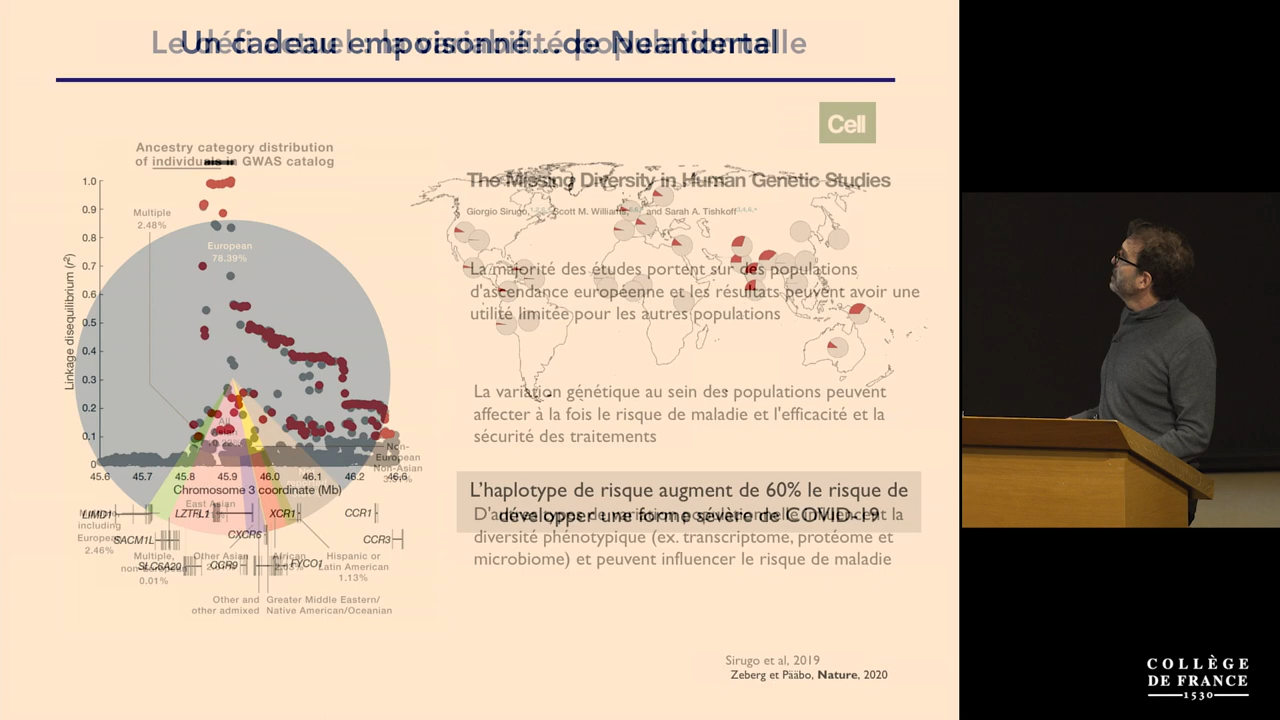 Un cadeau empoisonné... de Neandertal
Le défi actuel : la variabilité populationnelle
Cell
Ancestry category distribution
of individuals in GWAS catalog
The Missing Diversity in Human Genetic Studies
Giorgio Sirugo, Scott M. Williams, and Sarah A. Tishkoff
Linkage disequilibrium (r²)
1.0
0.9
0.8
0.7
0.6
0.5
0.4
0.3
0.2
0.1
0
Multiple
2.48%
European
78.39%
Non-
European
Non-Asian
45.6
45.7
45.8
45.9
46.0
46.1
46.2
46.6
Chromosome 3 coordinate (Mb)
La majorité des études portent sur des populations
d'ascendance européenne et les résultats peuvent avoir une
utilité limitée pour les autres populations
La variation génétique au sein des populations peuvent
affecter à la fois le risque de maladie et l'efficacité et la
sécurité des traitements
L'haplotype de risque augment de 60% le risque de
développer une forme sévère de COVID-19
diversité phénotypique (ex. transcriptome, protéome et
microbiome) et peuvent influencer le risque de maladie
East Asian
LIMD1
LZTFL1
XCR1
CCR1
including
European
2.46%
SACM1L
CXCR6
CCR3
Multiple,
non-European
0.01%
Other Asian
African
Hispanic or
Latin American
1.13%
SLC6A20
CCR9
FYCO1
Other and
other admixed
Greater Middle Eastern/
Native American/Oceanian
Sirugo et al, 2019
Zeberg et Pääbo, Nature, 2020
COLLÈGE
DE FRANCE
1530